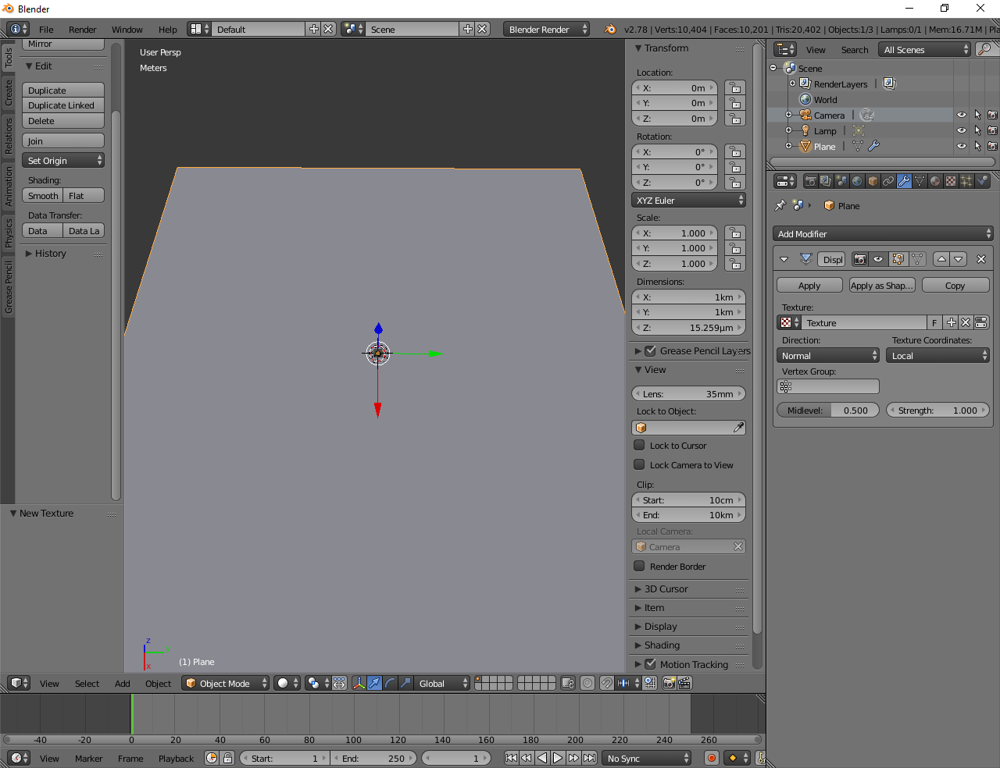 Blender
File Render Window Help Default Scene Blender Render v2.78 | Verts:10,404 | Faces:10,201 | Tris:20,402 | Objects:1/3 | Lamps:0/1 | Mem:16.71M | Pla
Tools
Create
Relations
Animation
Physics
Grease Pencil
Mirror
Edit
Duplicate
Duplicate Linked
Delete
Join
Set Origin
Shading:
Smooth Flat
Data Transfer:
Data Data La
History
New Texture
User Persp
Meters
z
Y
x
(1) Plane
Transform
Location:
X: 0m
Y: 0m
Z: 0m
Rotation:
X: 0°
Y: 0°
Z: 0°
XYZ Euler
Scale:
X: 1.000
Y: 1.000
Z: 1.000
Dimensions:
X: 1km
Y: 1km
Z: 15.259µm
Grease Pencil Layers
View
Lens: 35mm
Lock to Object:
Lock to Cursor
Lock Camera to View
Clip:
Start: 10cm
End: 10km
Local Camera:
Camera
Render Border
3D Cursor
Item
Display
Shading
Motion Tracking
View Search All Scenes
Scene
RenderLayers |
World
Camera |
Lamp |
Plane |
Plane
Add Modifier
Displ
Apply Apply as Shap... Copy
Texture:
Texture F
Direction: Texture Coordinates:
Normal Local
Vertex Group:
Midlevel: 0.500 Strength: 1.000
View Select Add Object Object Mode Global
-40 -20 0 20 40 60 80 100 120 140 160 180 200 220 240 260
View Marker Frame Playback Start: 1 End: 250 1 No Sync